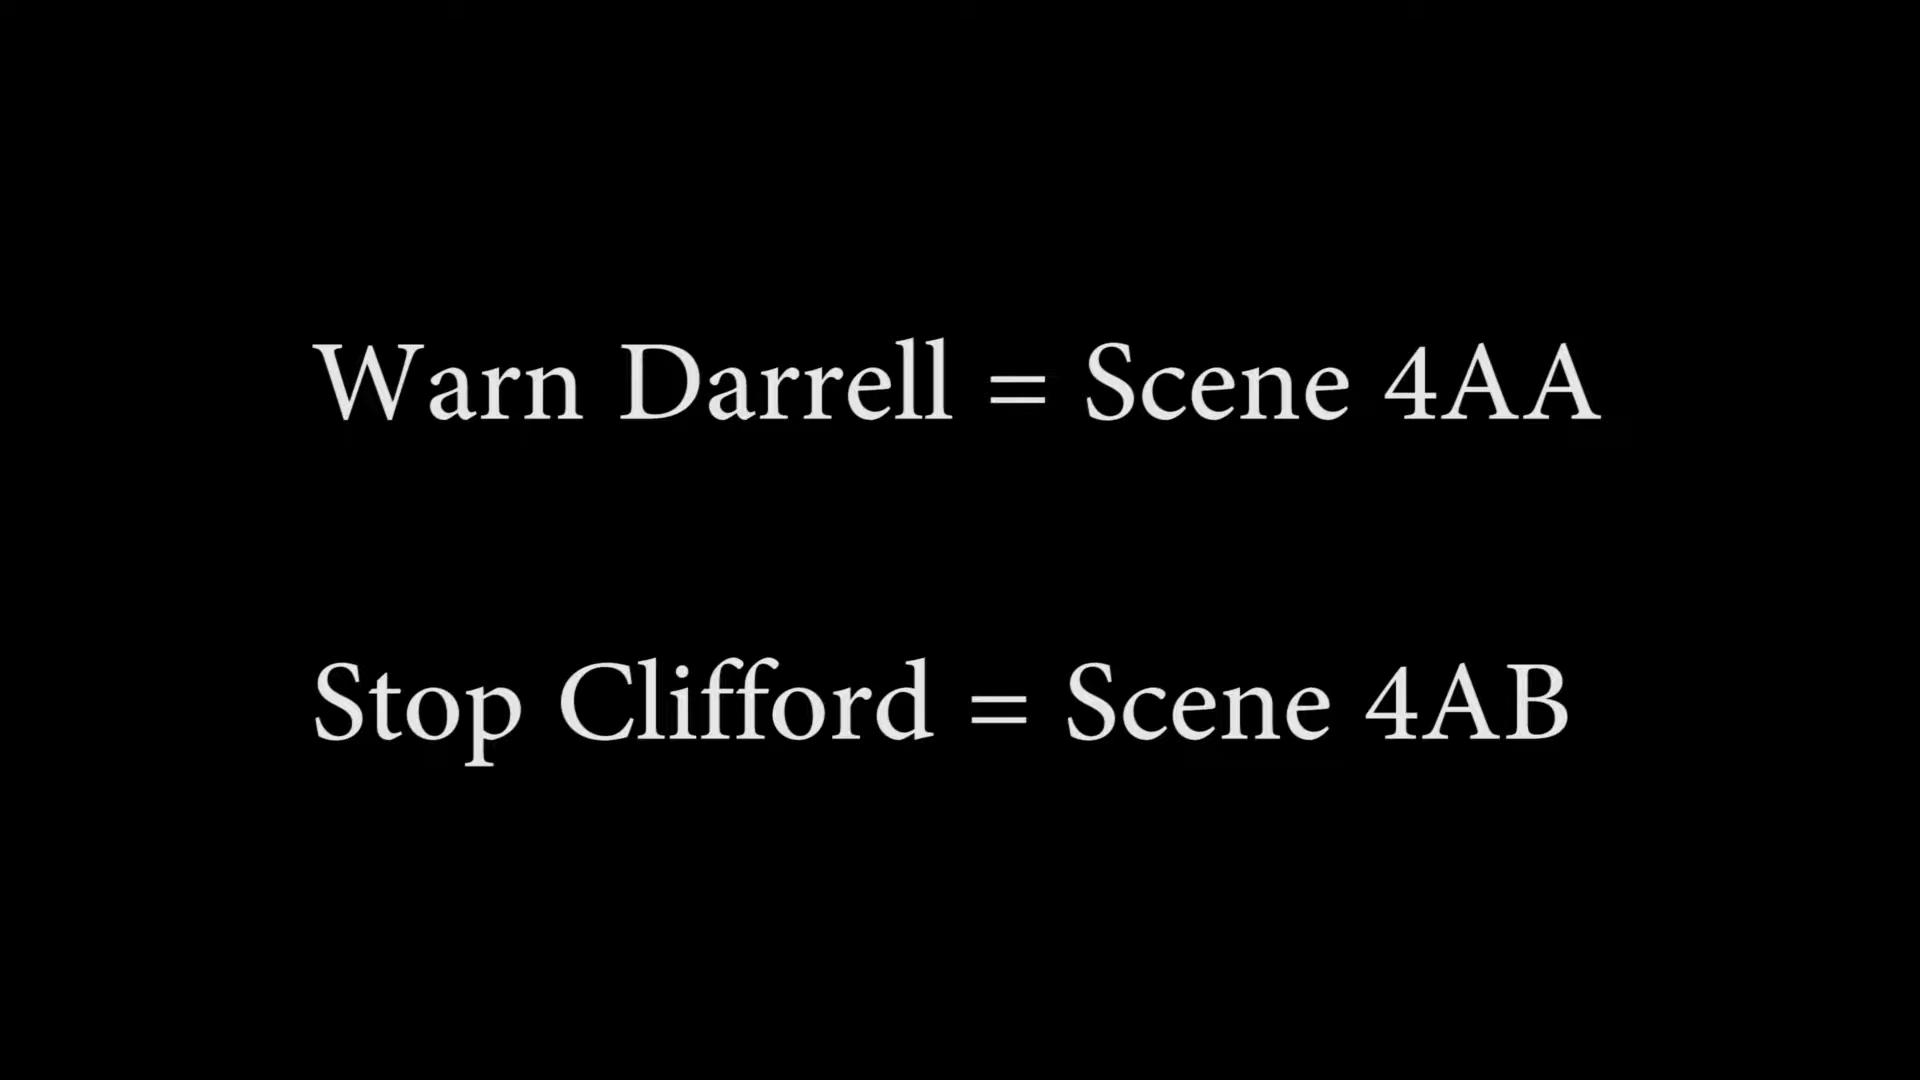 Warn Darrell = Scene 4AA
Stop Clifford = Scene 4AB